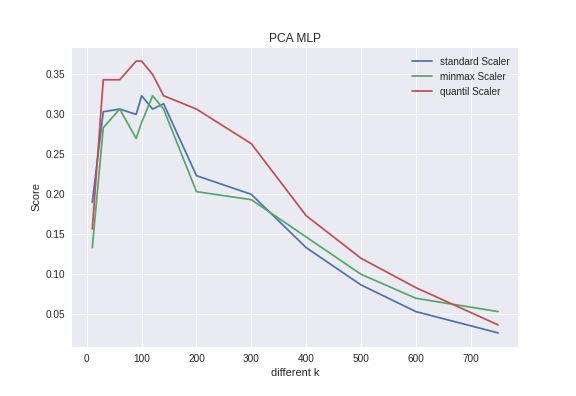 PCA MLP
standard Scaler
minmax Scaler
quantil Scaler
Score
0.35
0.30
0.25
0.20
0.15
0.10
0.05
0 100 200 300 400 500 600 700
different k